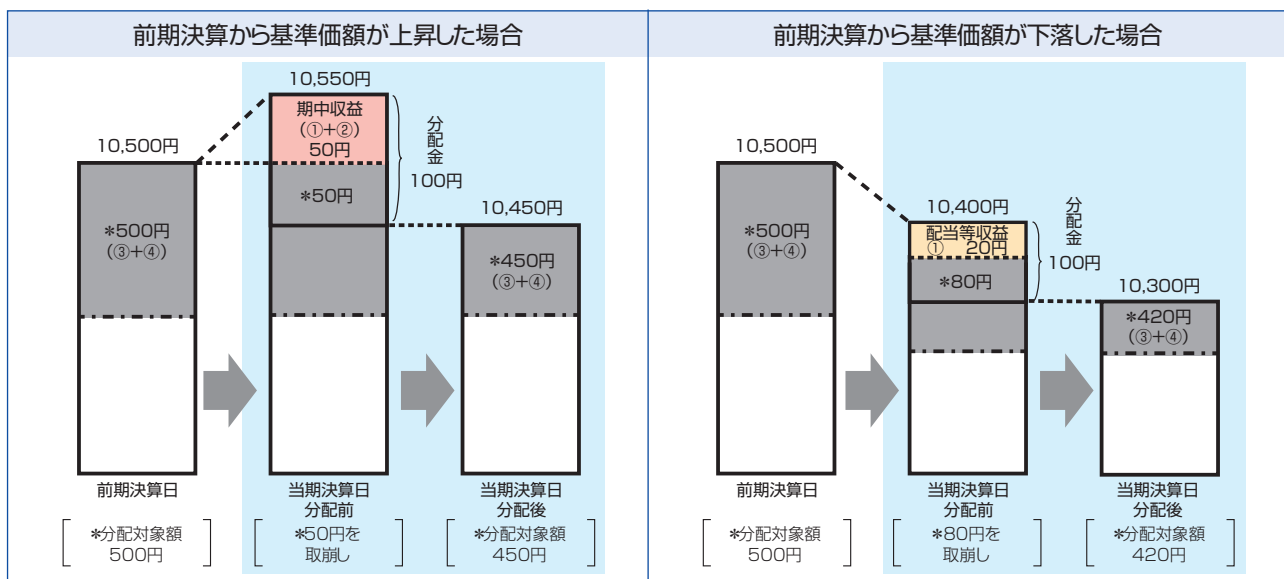 前期決算から基準価額が上昇した場合
10,550円
期中収益
(①+②)
50円
分配金
100円
10,500円
*500円
(③+④)
*50円
10,450円
*450円
(③+④)
前期決算日
当期決算日
分配前
当期決算日
分配後
*分配対象額
500円
*50円を
取崩し
*分配対象額
450円
前期決算から基準価額が下落した場合
10,500円
*500円
(③+④)
10,400円
配当等収益
① 20円
*80円
分配金
100円
10,300円
*420円
(③+④)
前期決算日
当期決算日
分配前
当期決算日
分配後
*分配対象額
500円
*80円を
取崩し
*分配対象額
420円